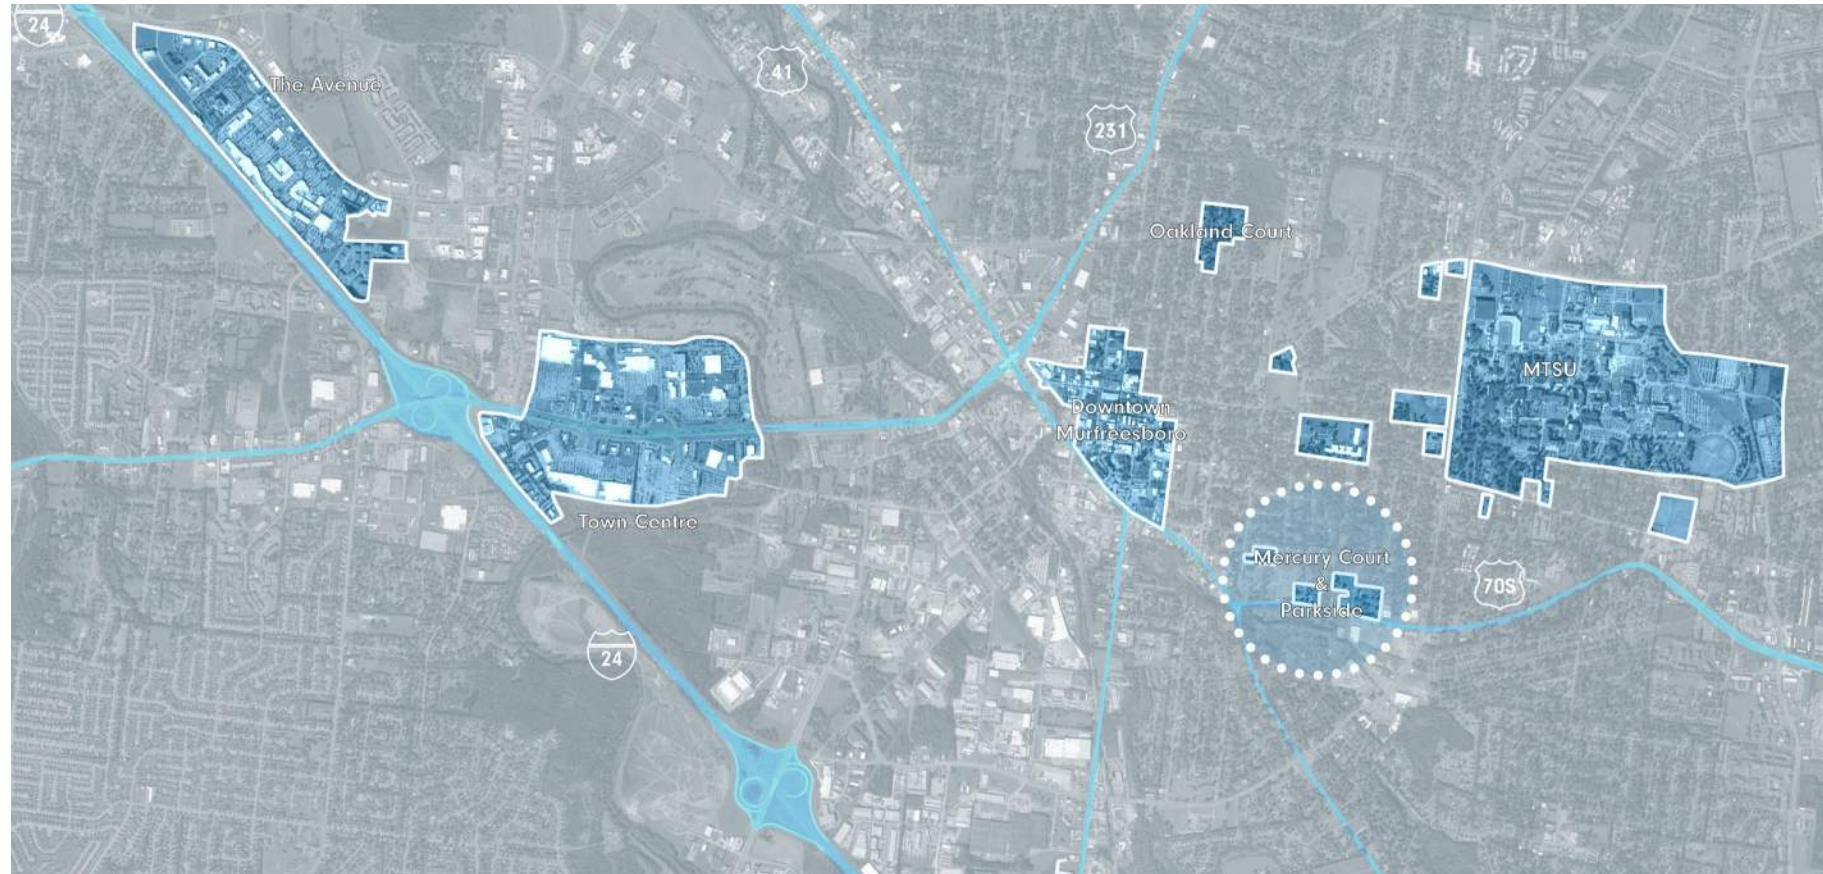 24
The Avenue
41
231
Oakland Court
MTSU
Downtown
Murfreesboro
Town Centre
Mercury Court
&
Parkside
70S
24